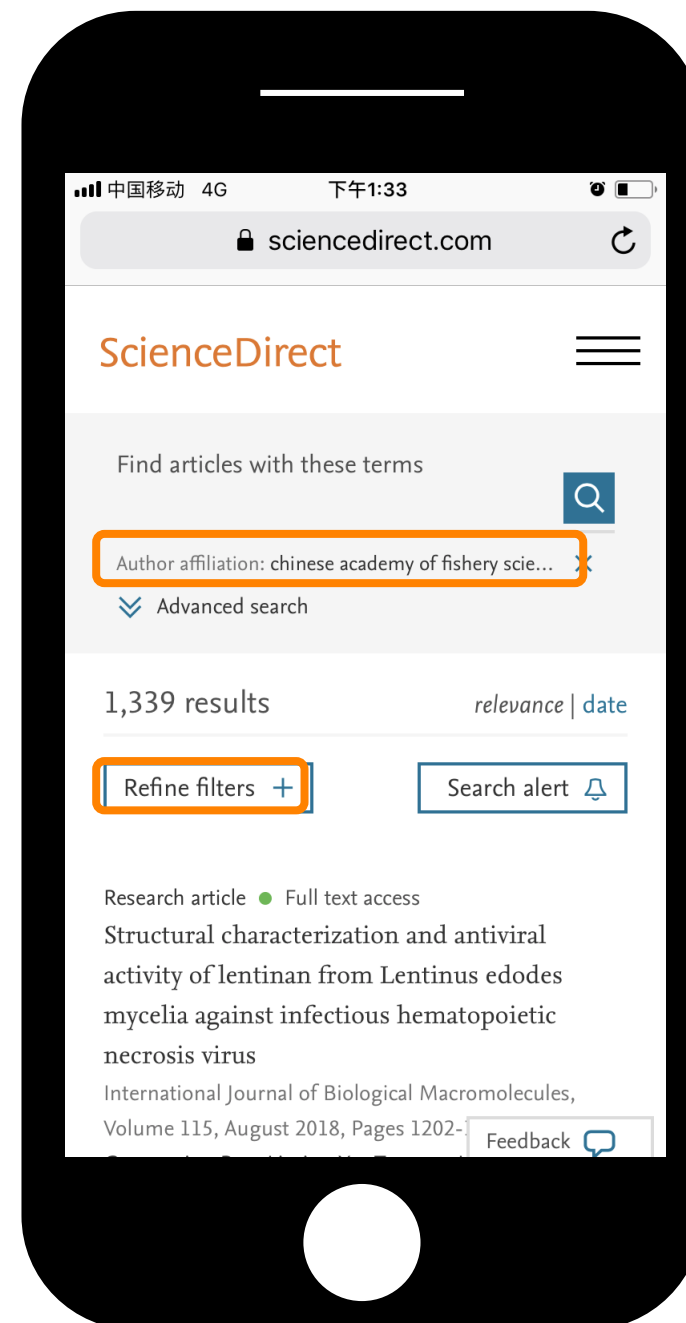 中国移动 4G 下午1:33
sciencedirect.com
ScienceDirect
Find articles with these terms
Author affiliation: chinese academy of fishery scie...
Advanced search
1,339 results relevance | date
Refine filters + Search alert
Research article Full text access
Structural characterization and antiviral
activity of lentinan from Lentinus edodes
mycelia against infectious hematopoietic
necrosis virus
International Journal of Biological Macromolecules,
Volume 115, August 2018, Pages 1202-
Feedback